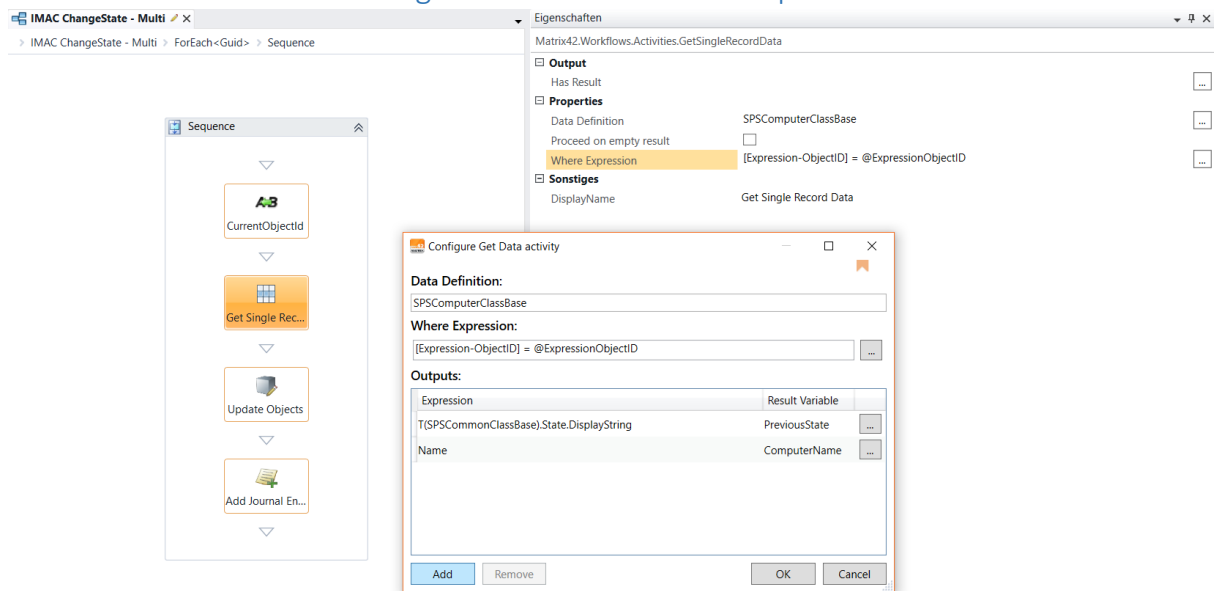 IMAC ChangeState - Multi
Eigenschaften
IMAC ChangeState - Multi > ForEach<Guid> > Sequence
Matrix42.Workflows.Activities.GetSingleRecordData
Output
Has Result
...
Properties
Data Definition SPSComputerClassBase ...
Proceed on empty result
Where Expression [Expression-ObjectID] = @ExpressionObjectID ...
Sonstiges
DisplayName Get Single Record Data
Sequence
A B
CurrentObjectId
Get Single Rec...
Update Objects
Add Journal En...
Configure Get Data activity
Data Definition:
SPSComputerClassBase
Where Expression:
[Expression-ObjectID] = @ExpressionObjectID ...
Outputs:
Expression Result Variable
T(SPSCommonClassBase).State.DisplayString PreviousState ...
Name ComputerName ...
Add Remove OK Cancel